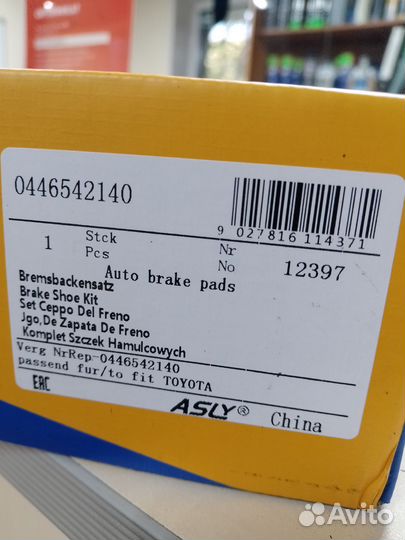 0446542140
9 027816 114371
1 Stck Pcs
Nr No 12397
Auto brake pads
Bremsbackensatz
Brake Shoe Kit
Set Ceppo Del Freno
Jgo,De Zapata De Freno
Komplet Szczek Hamulcowych
Verg NrRep-0446542140
passend fur/to fit TOYOTA
EAC
ASLY® China
Avito